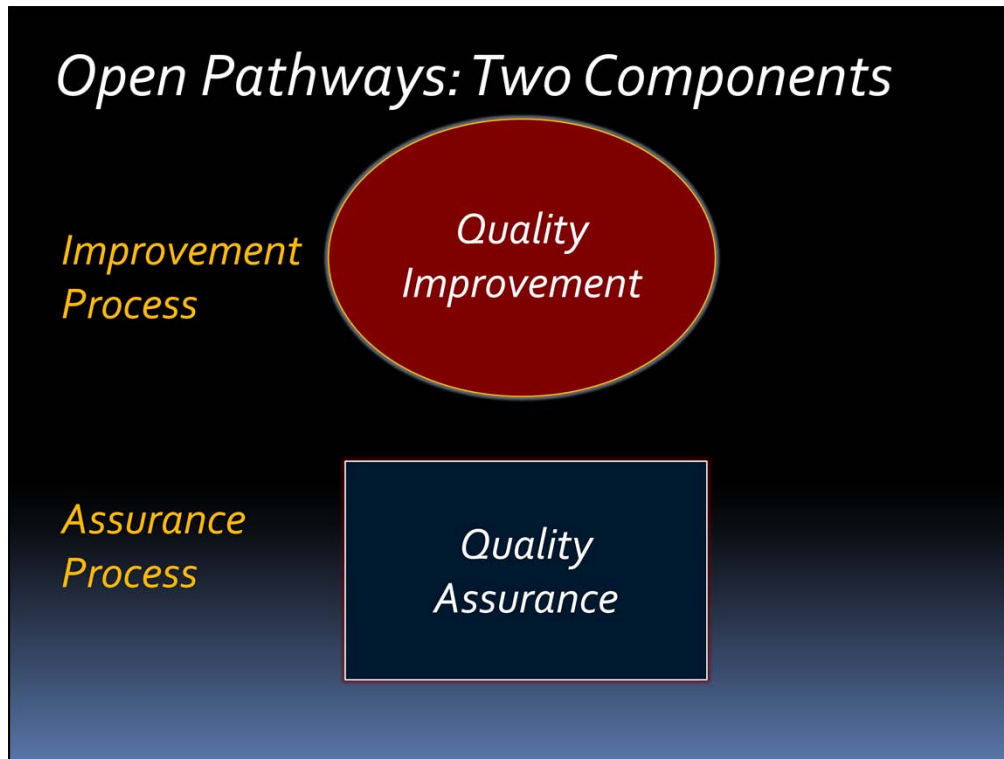 Open Pathways: Two Components
Improvement
Process
Quality
Improvement
Assurance
Process
Quality
Assurance